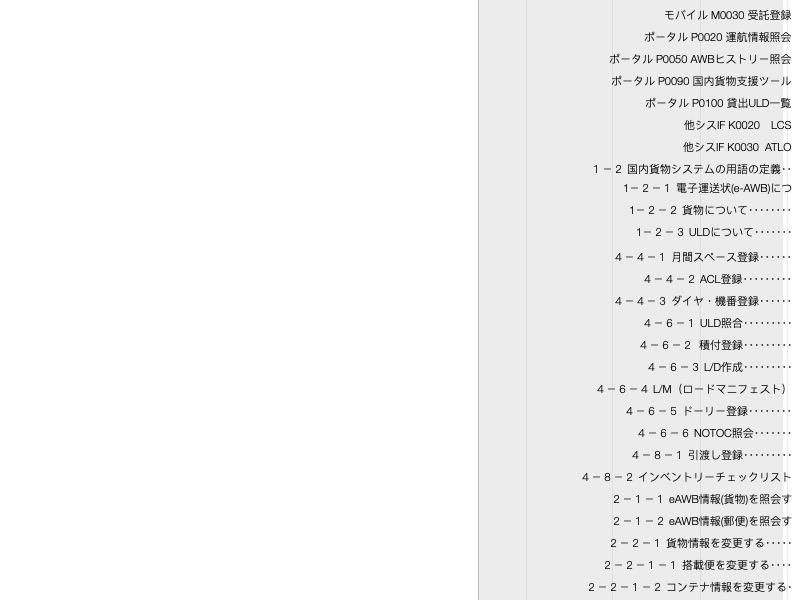 モバイル M0030 受託登録
ポータル P0020 運航情報照会
ポータル P0050 AWBヒストリー照会
ポータル P0090 国内貨物支援ツール
ポータル P0100 貸出ULD一覧
他シスIF K0020　LCS
他シスIF K0030 ATLO
１－２ 国内貨物システムの用語の定義‥
１－２－１ 電子運送状(e-AWB)につ
１－２－２ 貨物について‥‥‥‥
１－２－３ ULDについて‥‥‥
４－４－１ 月間スペース登録‥‥‥
４－４－２ ACL登録‥‥‥‥
４－４－３ ダイヤ・機番登録‥‥‥
４－６－１ ULD照合‥‥‥‥
４－６－２ 積付登録‥‥‥‥
４－６－３ L/D作成‥‥‥‥
４－６－４ L/M（ロードマニフェスト）
４－６－５ ドーリー登録‥‥‥‥
４－６－６ NOTOC照会‥‥‥
４－８－１ 引渡し登録‥‥‥‥
４－８－２ インベントリーチェックリスト
２－１－１ eAWB情報(貨物)を照会す
２－１－２ eAWB情報(郵便)を照会す
２－２－１ 貨物情報を変更する‥‥
２－２－１－１ 搭載便を変更する‥‥
２－２－１－２ コンテナ情報を変更する‥